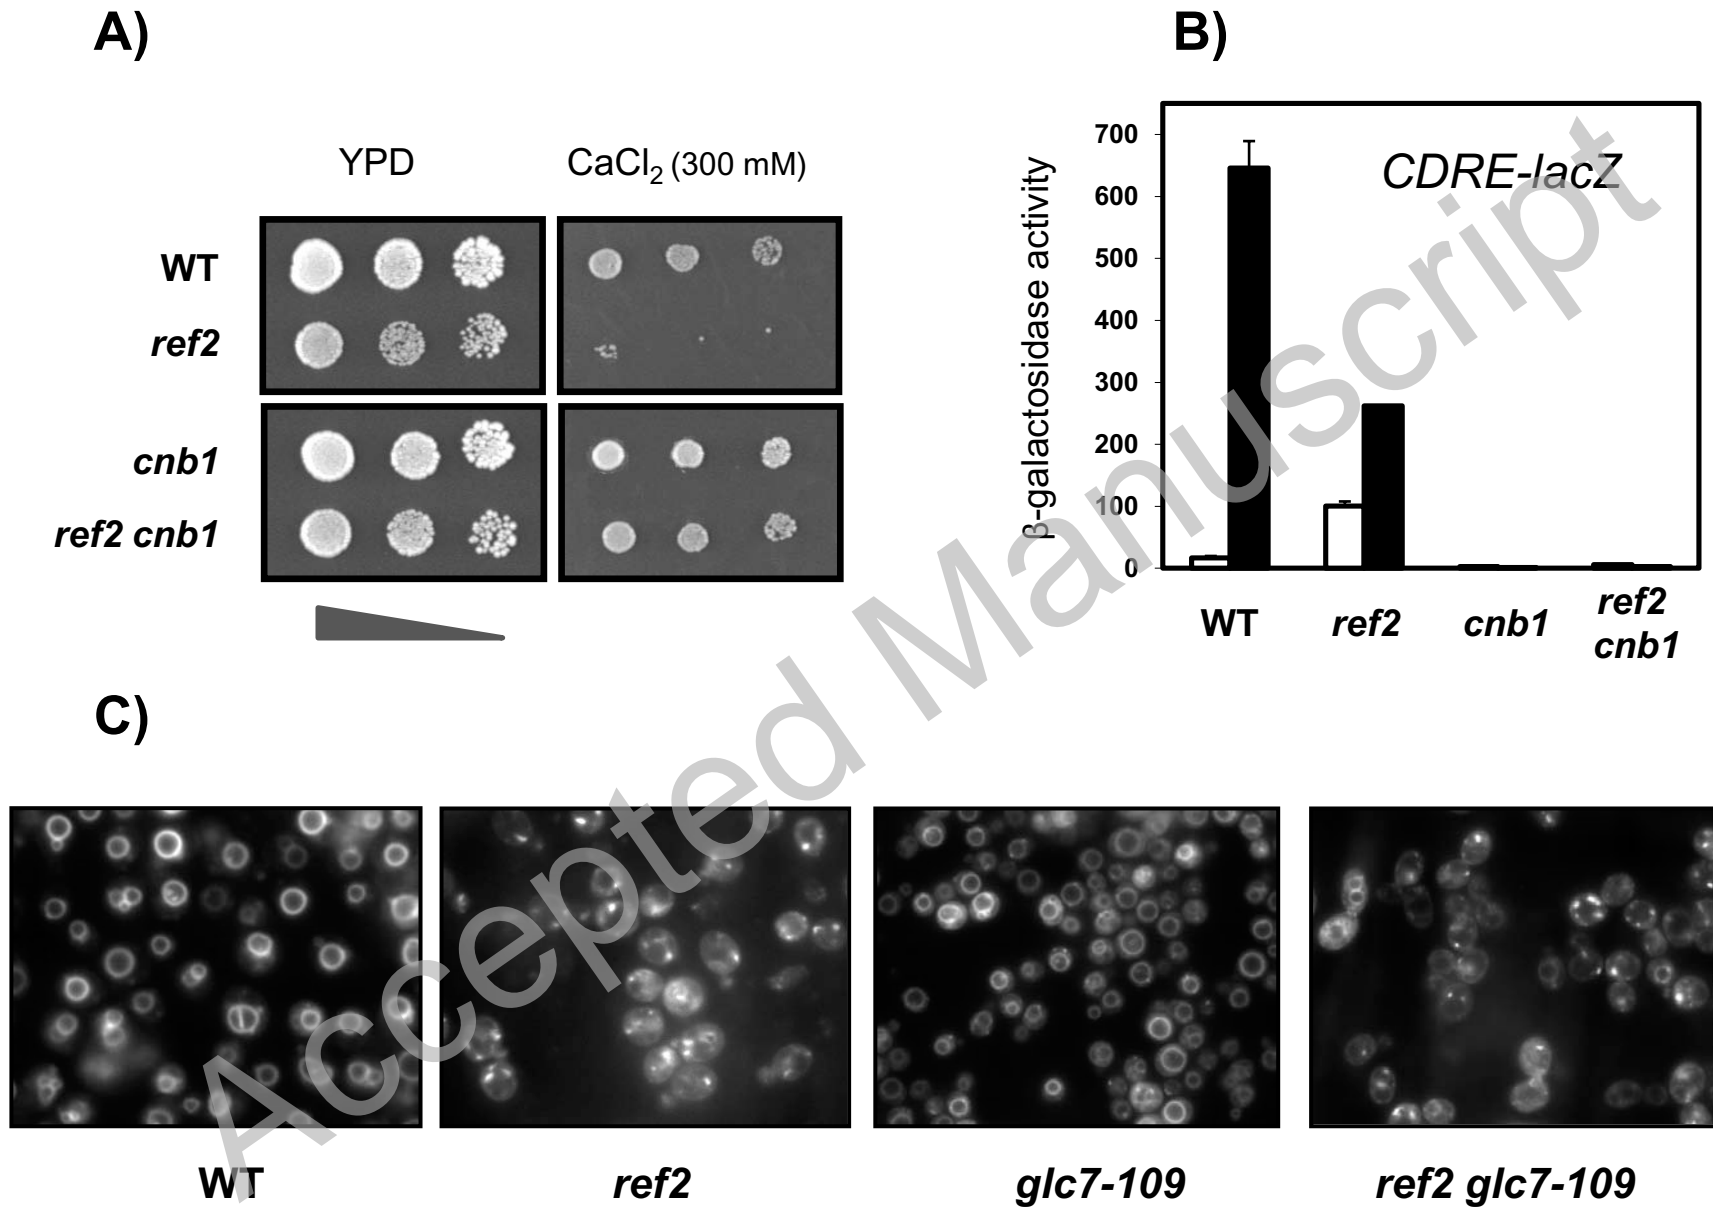 A)
YPD
CaCl2 (300 mM)
WT
ref2
cnb1
ref2 cnb1
B)
700
600
500
400
300
200
100
0
β-galactosidase activity
CDRE-lacZ
WT
ref2
cnb1
ref2
cnb1
C)
WT
ref2
glc7-109
ref2 glc7-109
Accepted Manuscript